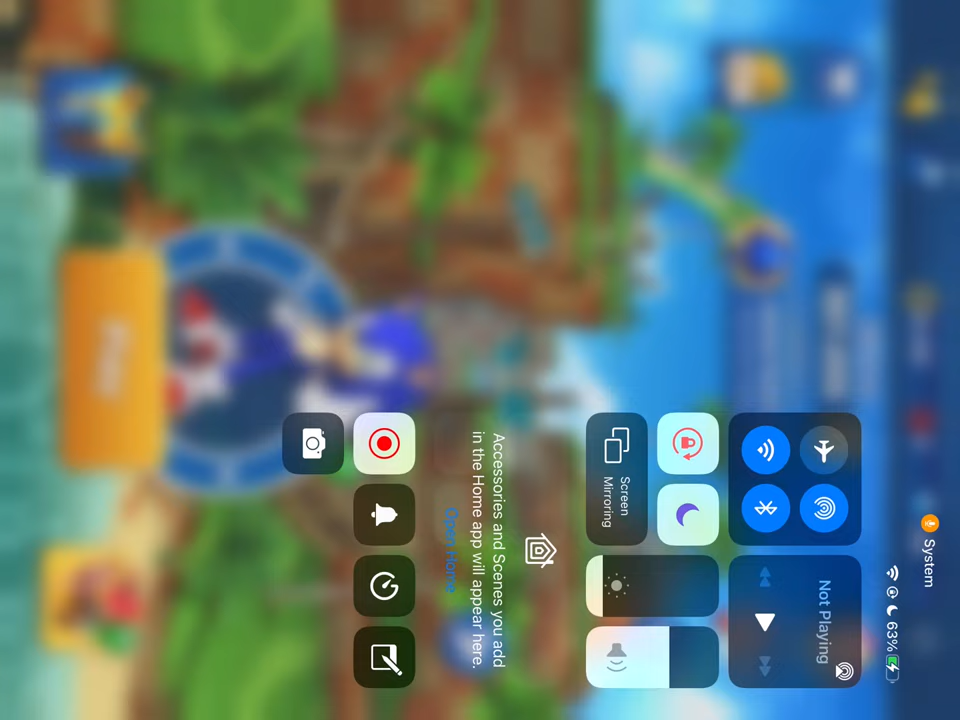 System
63%
Not Playing
Screen
Mirroring
Accessories and Scenes you add
in the Home app will appear here.
Open Home